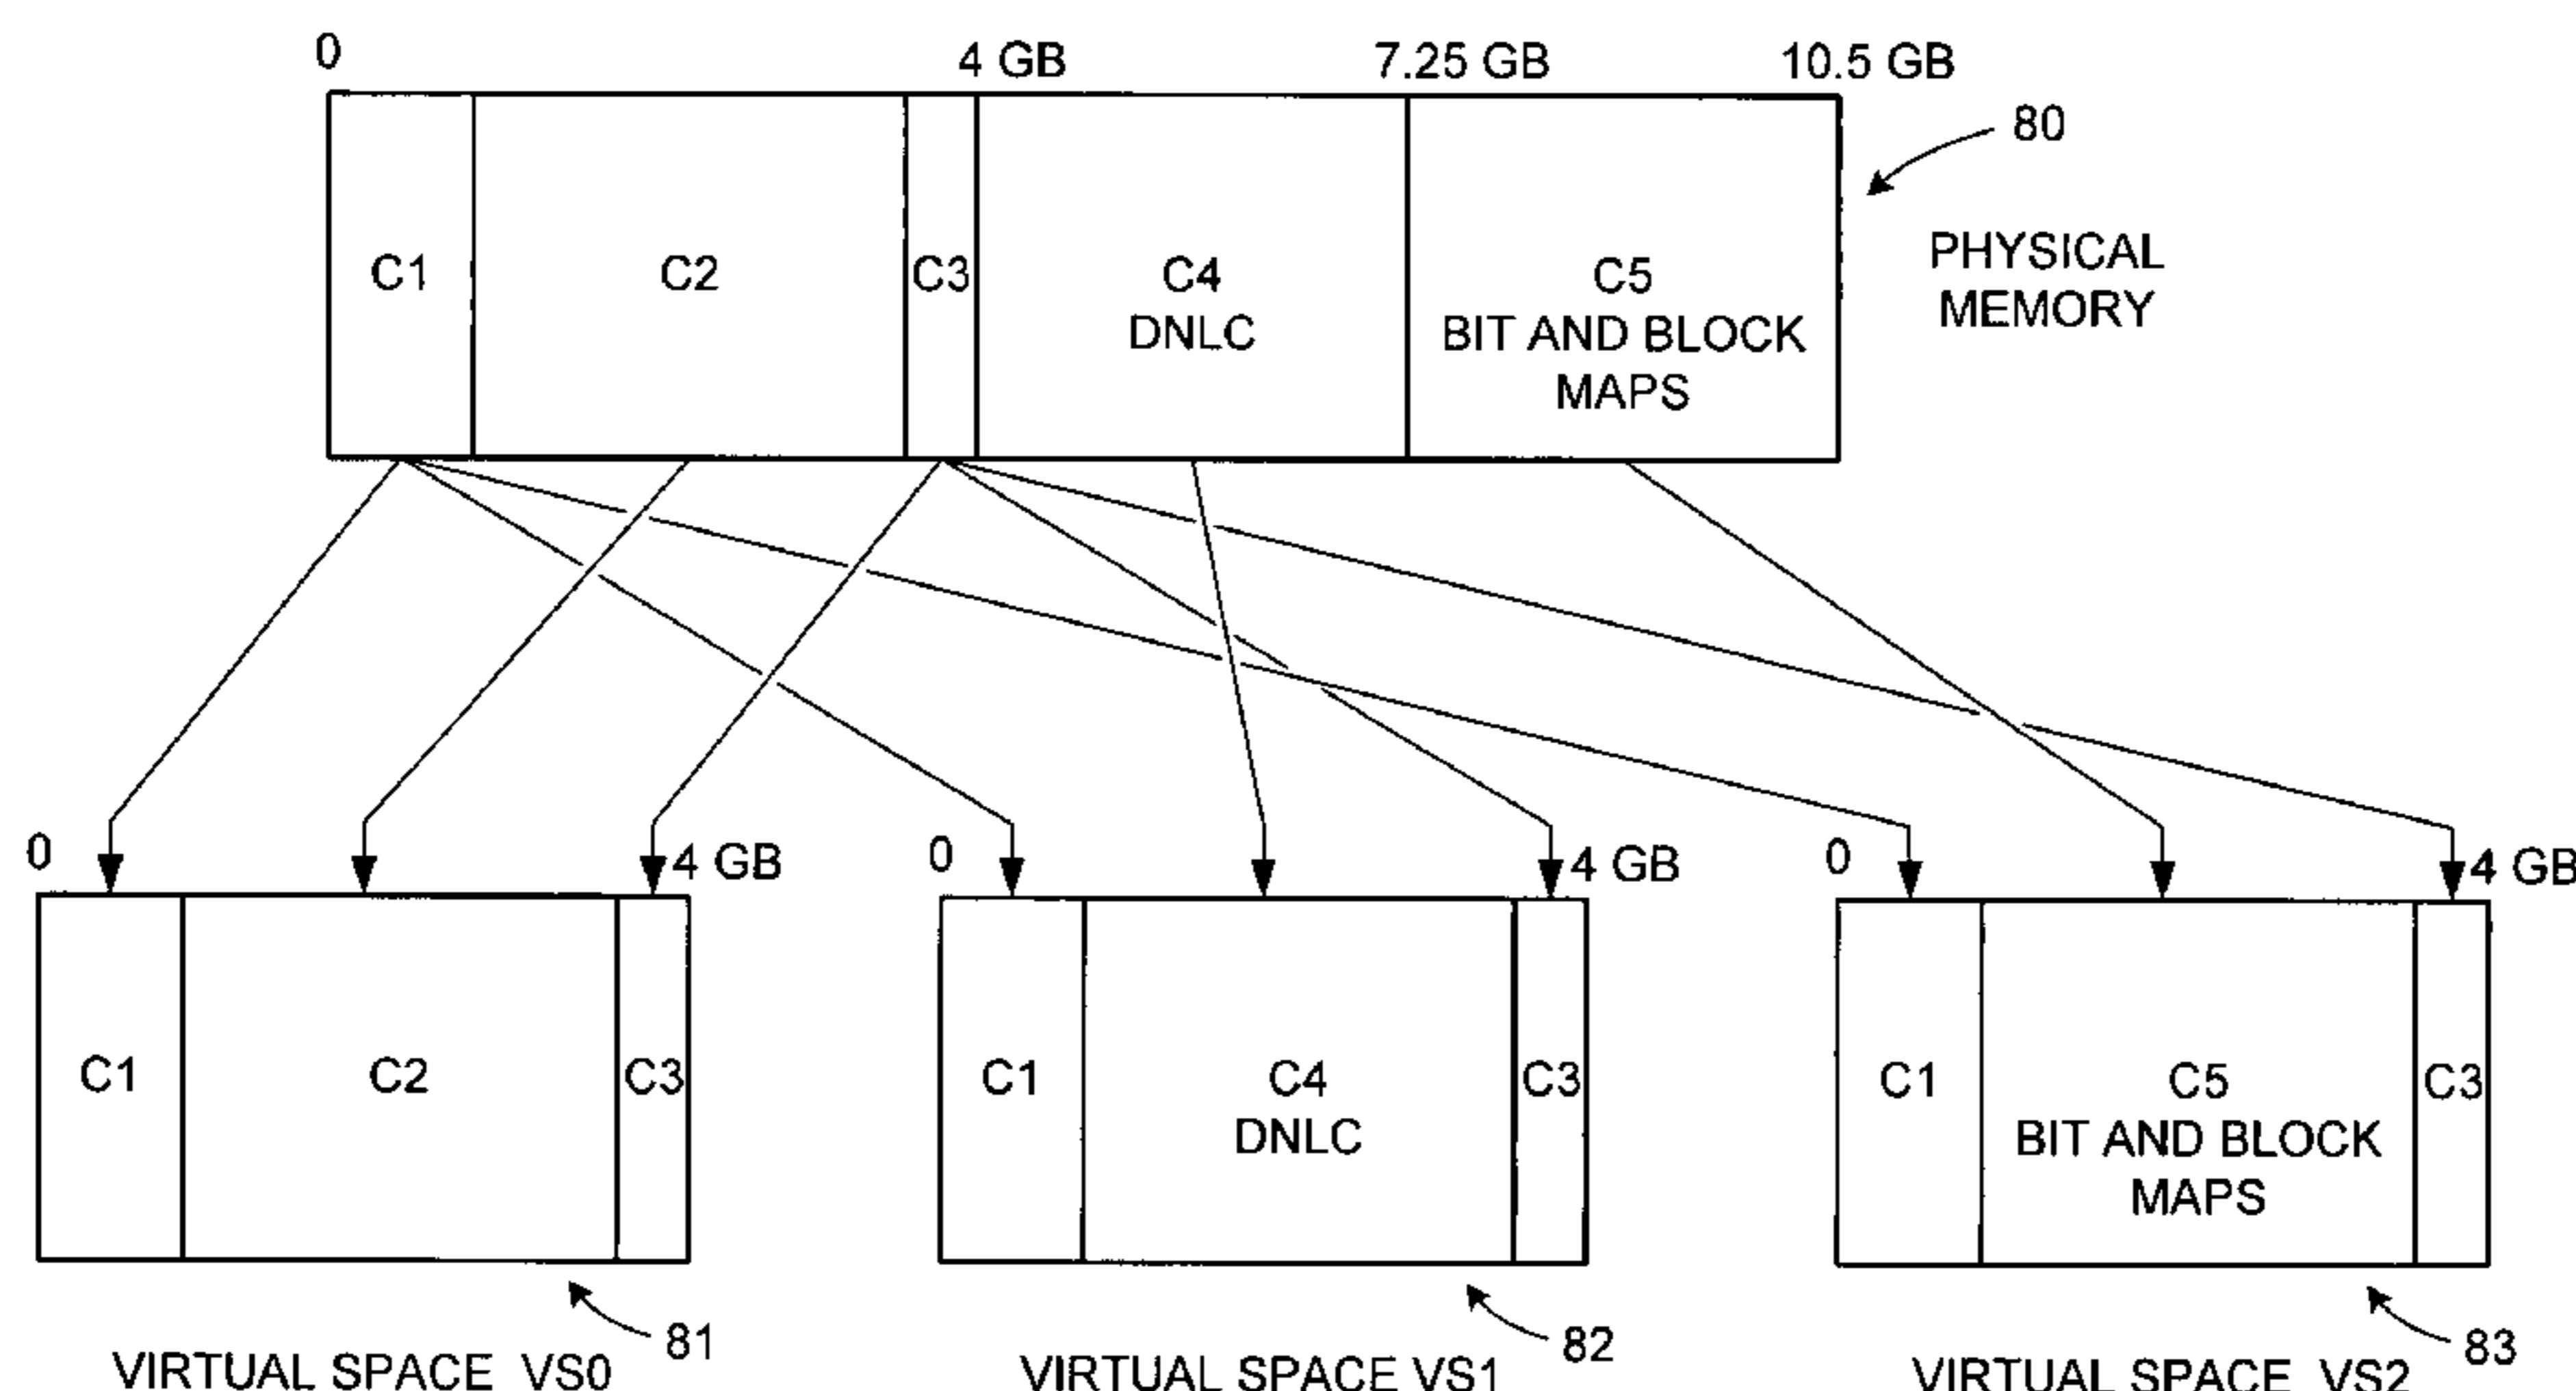 0
4 GB
7.25 GB
10.5 GB
80
PHYSICAL
MEMORY
C1
C2
C3
C4
DNLC
C5
BIT AND BLOCK
MAPS
0
4 GB
0
4 GB
0
4 GB
C1
C2
C3
C1
C4
DNLC
C3
C1
C5
BIT AND BLOCK
MAPS
C3
81
82
83
VIRTUAL SPACE VS0
VIRTUAL SPACE VS1
VIRTUAL SPACE VS2